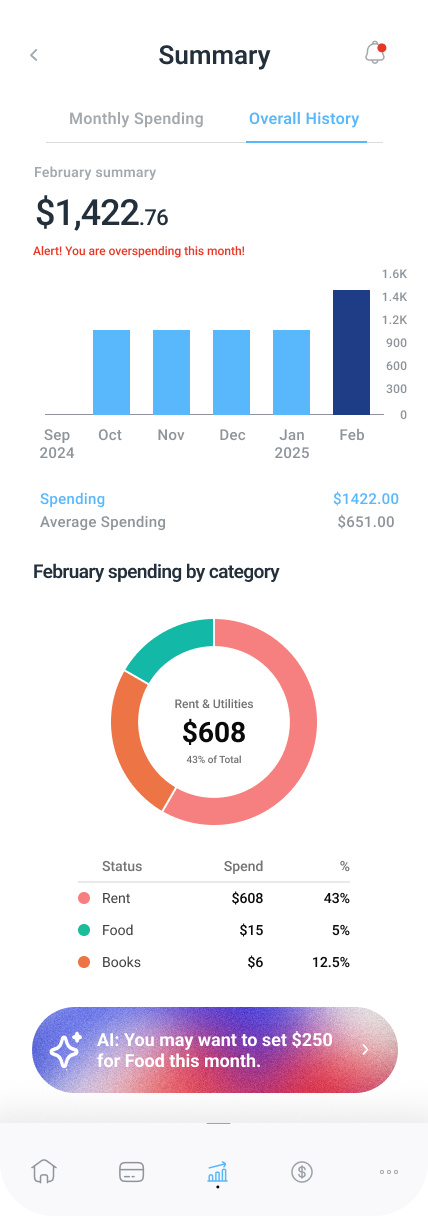 Summary
Monthly Spending Overall History
February summary
$1,422.76
Alert! You are overspending this month!
1.6K
1.4K
1.2K
900
600
300
0
Sep Oct Nov Dec Jan Feb
2024 2025
Spending $1422.00
Average Spending $651.00
February spending by category
Rent & Utilities
$608
43% of Total
Status Spend %
Rent $608 43%
Food $15 5%
Books $6 12.5%
AI: You may want to set $250
for Food this month.